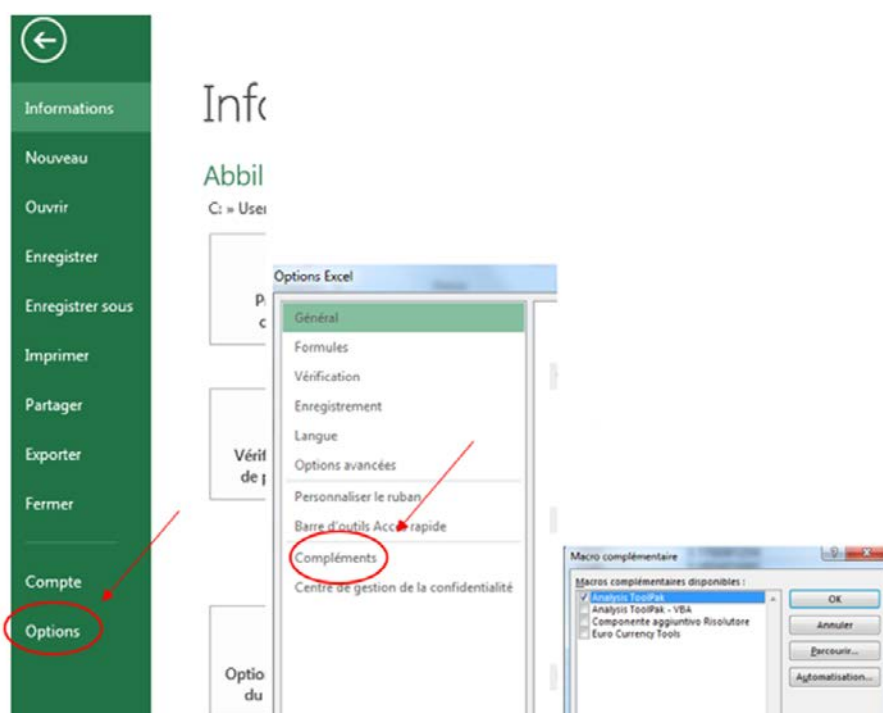 Informations
Nouveau
Ouvrir
Enregistrer
Enregistrer sous
Imprimer
Partager
Exporter
Fermer
Compte
Options
Info
Abbil
C: » User
P
c
Vérif
de p
Optio
du
Options Excel
Général
Formules
Vérification
Enregistrement
Langue
Options avancées
Personnaliser le ruban
Barre d'outils Accès rapide
Compléments
Centre de gestion de la confidentialité
Macro complémentaire
Macros complémentaires disponibles :
Analysis ToolPak
Analysis ToolPak - VBA
Componente aggiuntivo Risolutore
Euro Currency Tools
OK
Annuler
Parcourir...
Automatisation...